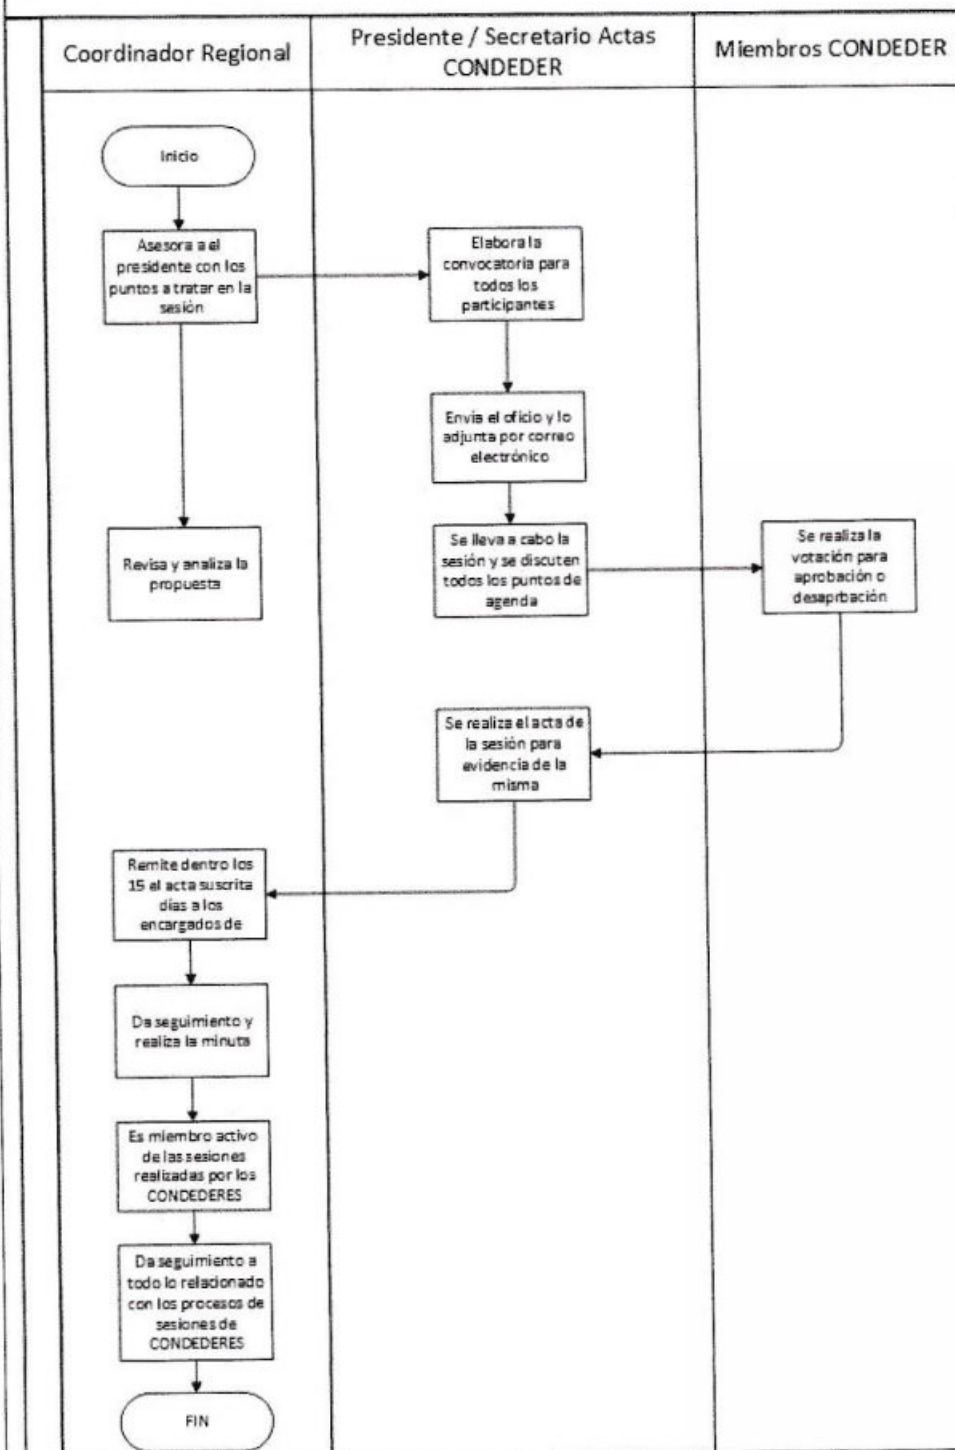 Coordinador Regional
Presidente / Secretario Actas
CONDEDER
Miembros CONDEDER
Inicio
Asesora a el
presidente con los
puntos a tratar en la
sesión
Elabora la
convocatoria para
todos los
participantes
Envía el oficio y lo
adjunta por correo
electrónico
Revisa y analiza la
propuesta
Se lleva a cabo la
sesión y se discuten
todos los puntos de
agenda
Se realiza la
votación para
aprobación o
desaprbación
Se realiza el acta de
la sesión para
evidencia de la
misma
Remite dentro los
15 el acta suscrita
días a los
encargados de
Da seguimiento y
realiza la minuta
Es miembro activo
de las sesiones
realizadas por los
CONDEDERES
Da seguimiento a
todo lo relacionado
con los procesos de
sesiones de
CONDEDERES
FIN